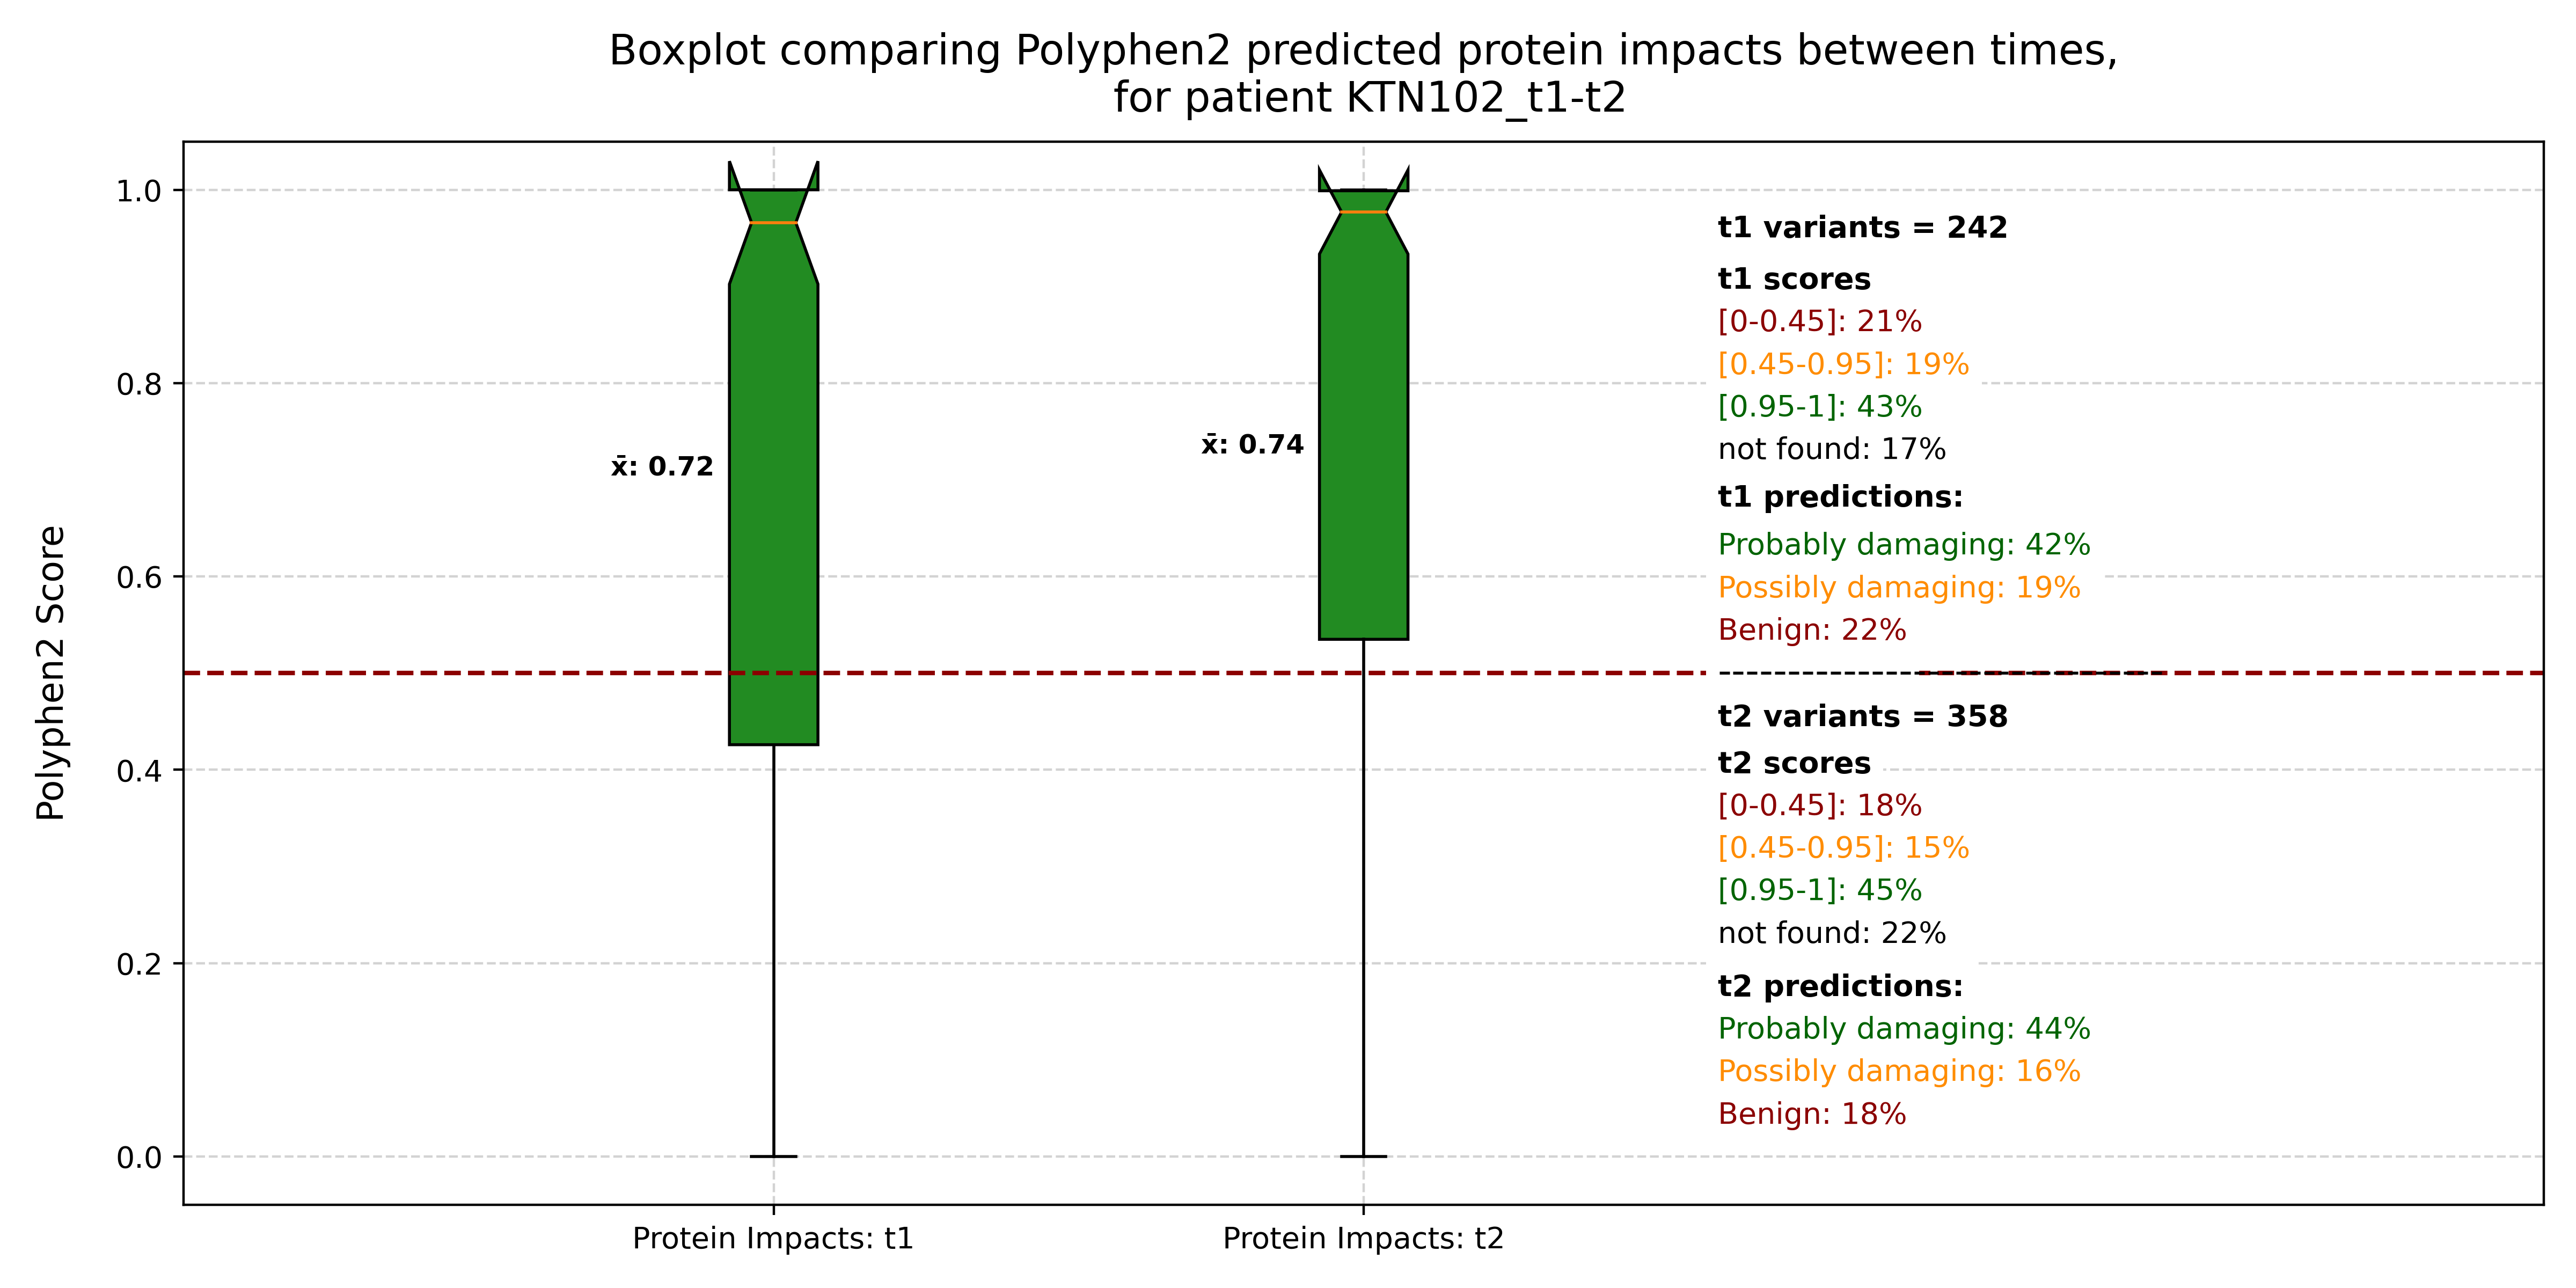 Boxplot comparing Polyphen2 predicted protein impacts between times,
for patient KTN102_t1-t2
Polyphen2 Score
1.0
0.8
0.6
0.4
0.2
0.0
x̄: 0.72
x̄: 0.74
t1 variants = 242
t1 scores
[0-0.45]: 21%
[0.45-0.95]: 19%
[0.95-1]: 43%
not found: 17%
t1 predictions:
Probably damaging: 42%
Possibly damaging: 19%
Benign: 22%
t2 variants = 358
t2 scores
[0-0.45]: 18%
[0.45-0.95]: 15%
[0.95-1]: 45%
not found: 22%
t2 predictions:
Probably damaging: 44%
Possibly damaging: 16%
Benign: 18%
Protein Impacts: t1
Protein Impacts: t2